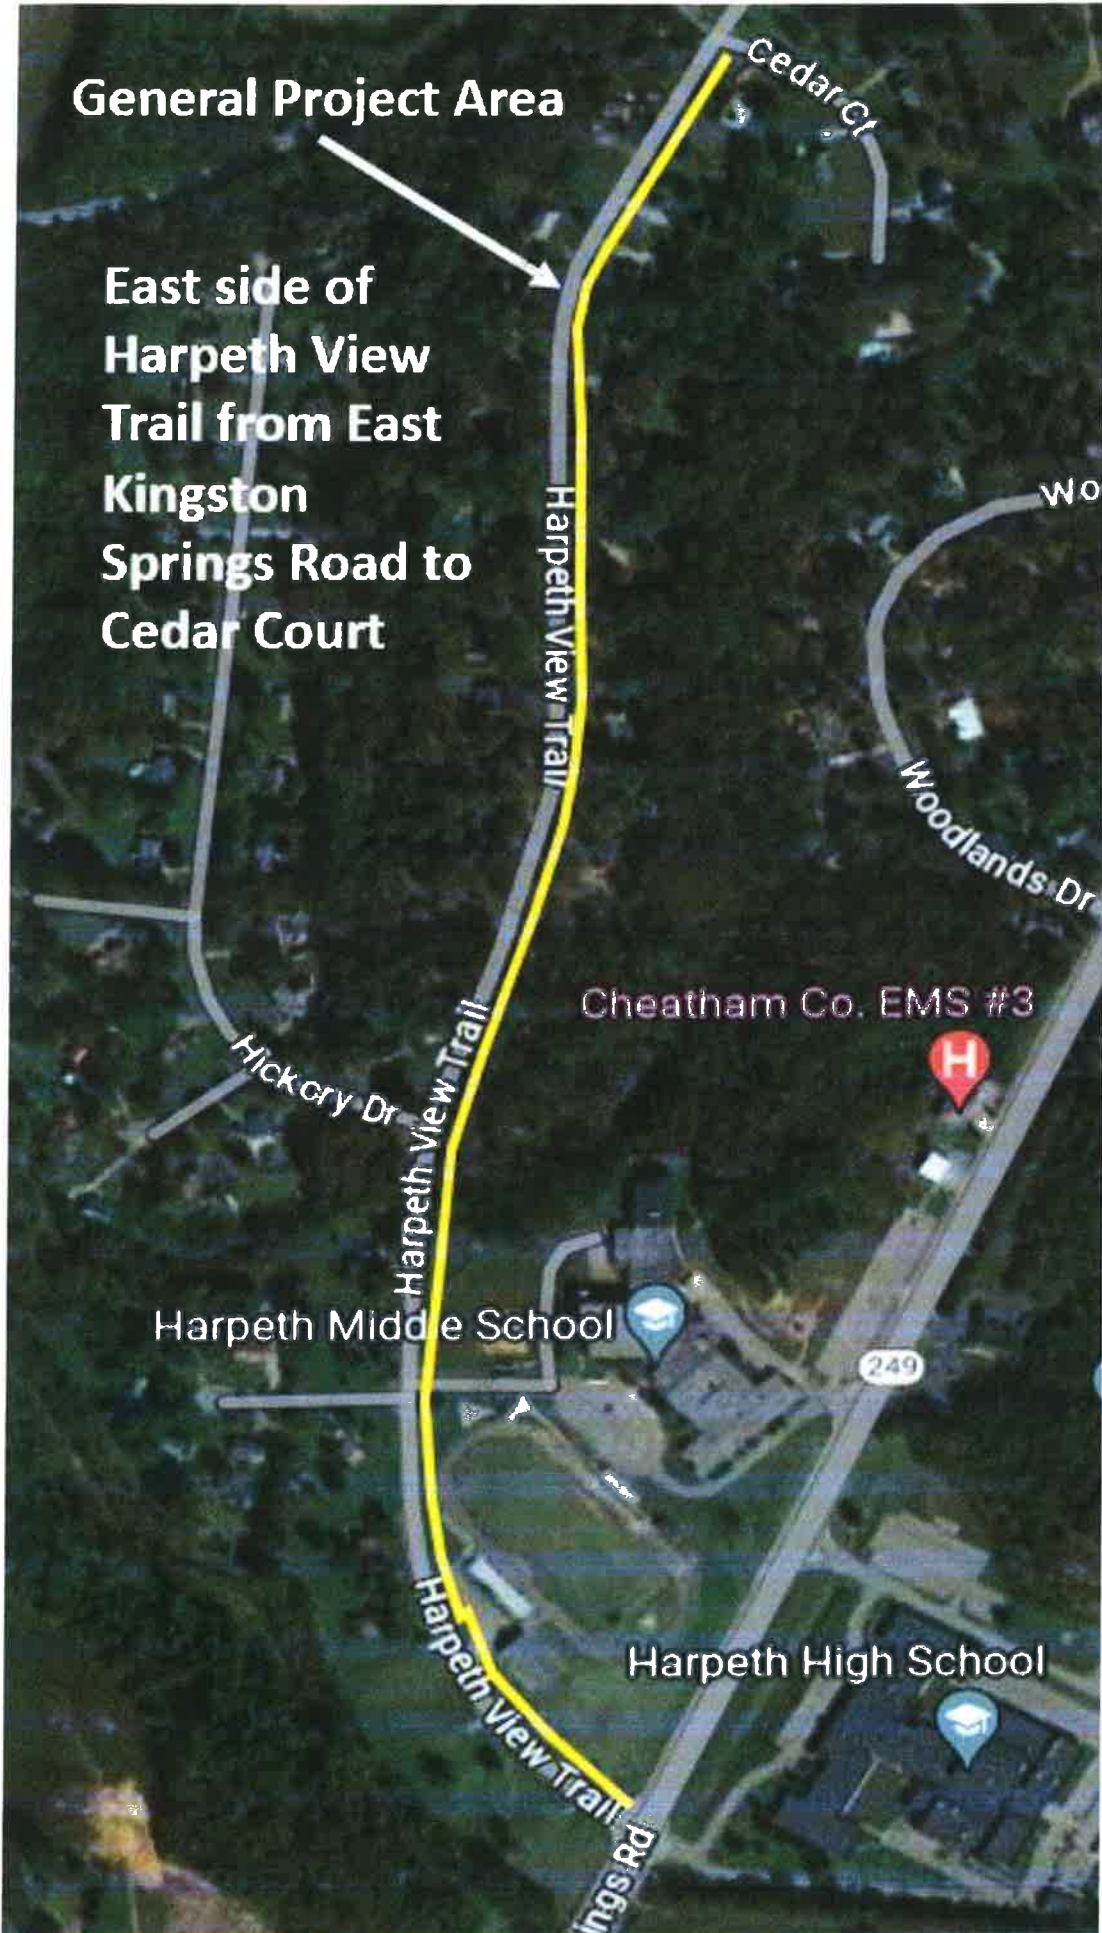 Cedar Ct
General Project Area
East side of
Harpeth View
Trail from East
Kingston
Springs Road to
Cedar Court
Wo
Harpeth View Trail
Woodlands Dr
Cheatham Co. EMS #3
H
Hickory Dr
Harpeth View Trail
Harpeth Middle School
249
Harpeth View Trail
Harpeth High School
ings Rd